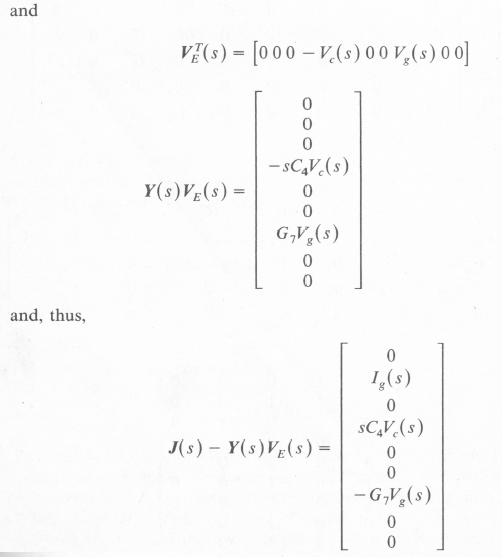 and
V_E^T(s) = [0 0 0 − V_c(s) 0 0 V_g(s) 0 0]
0
0
0
−sC_4V_c(s)
Y(s)V_E(s) = 0
0
G_7V_g(s)
0
0
and, thus,
0
I_g(s)
0
sC_4V_c(s)
J(s) − Y(s)V_E(s) = 0
0
−G_7V_g(s)
0
0